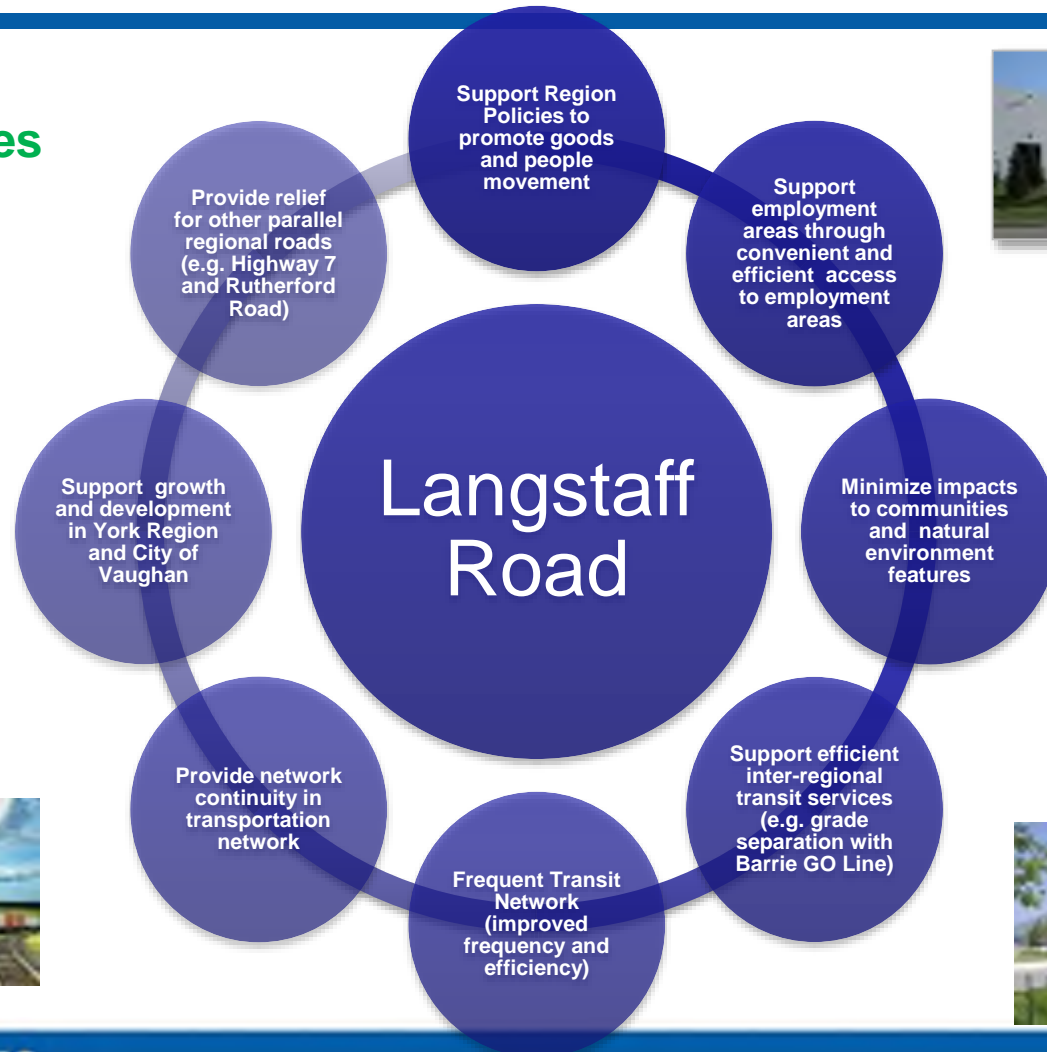 es
Support Region
Policies to
promote goods
and people
movement
Support
employment
areas through
convenient and
efficient access
to employment
areas
Minimize impacts
to communities
and natural
environment
features
Support efficient
inter-regional
transit services
(e.g. grade
separation with
Barrie GO Line)
Frequent Transit
Network
(improved
frequency and
efficiency)
Provide network
continuity in
transportation
network
Support growth
and development
in York Region
and City of
Vaughan
Provide relief
for other parallel
regional roads
(e.g. Highway 7
and Rutherford
Road)
Langstaff
Road